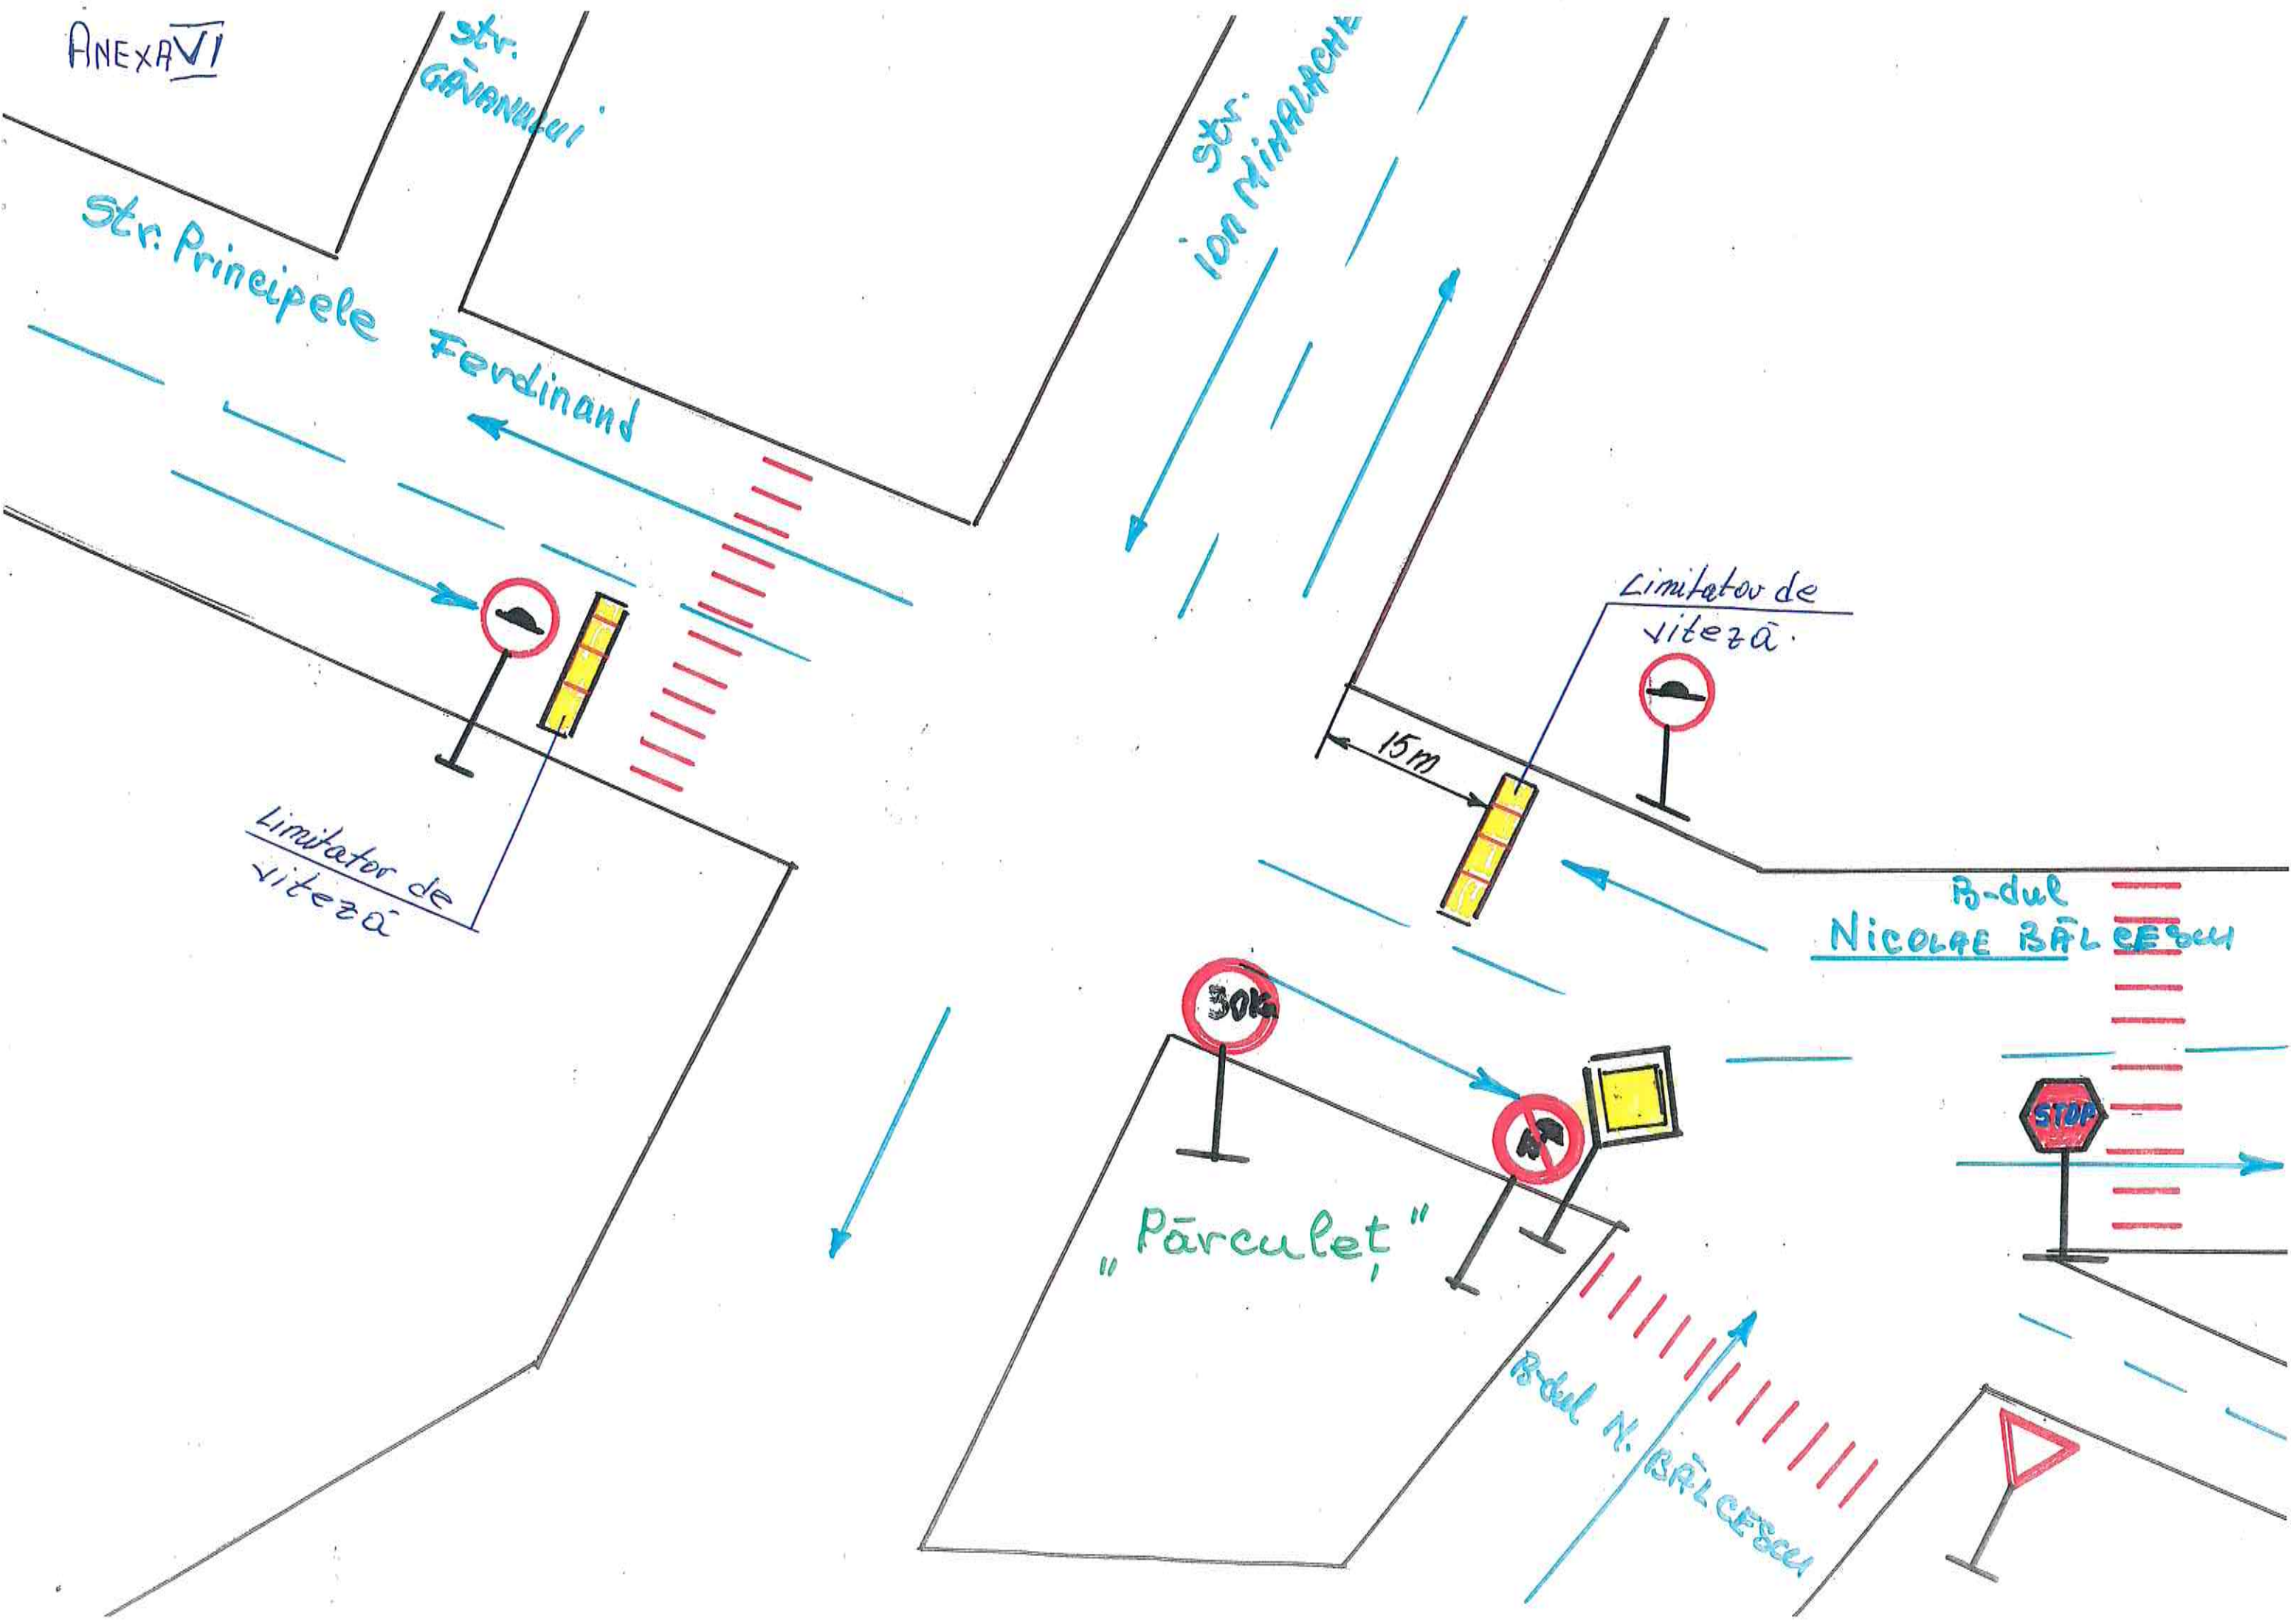 ANEXA VI
str.
GĂVANULUI
str.
ion MIHALACHE
Str. Principele
Ferdinand
Limitator de
viteză
15m
Limitator de
viteză
B-dul
NICOLAE BĂLCESCU
30Km
STOP
„Părculeț"
B-dul N. BĂLCESCU